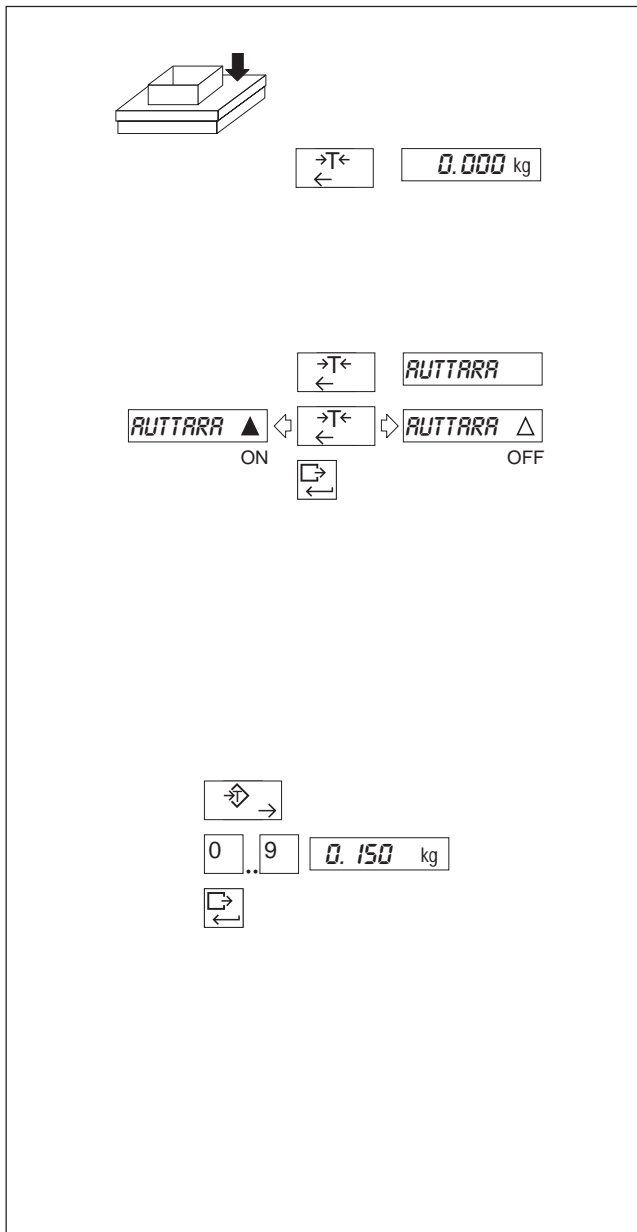 →T← 0.000 kg
←
→T← AUTTARA
←
AUTTARA ▲ →T← AUTTARA △
←
ON OFF
→T
→
0 .. 9 0.150 kg